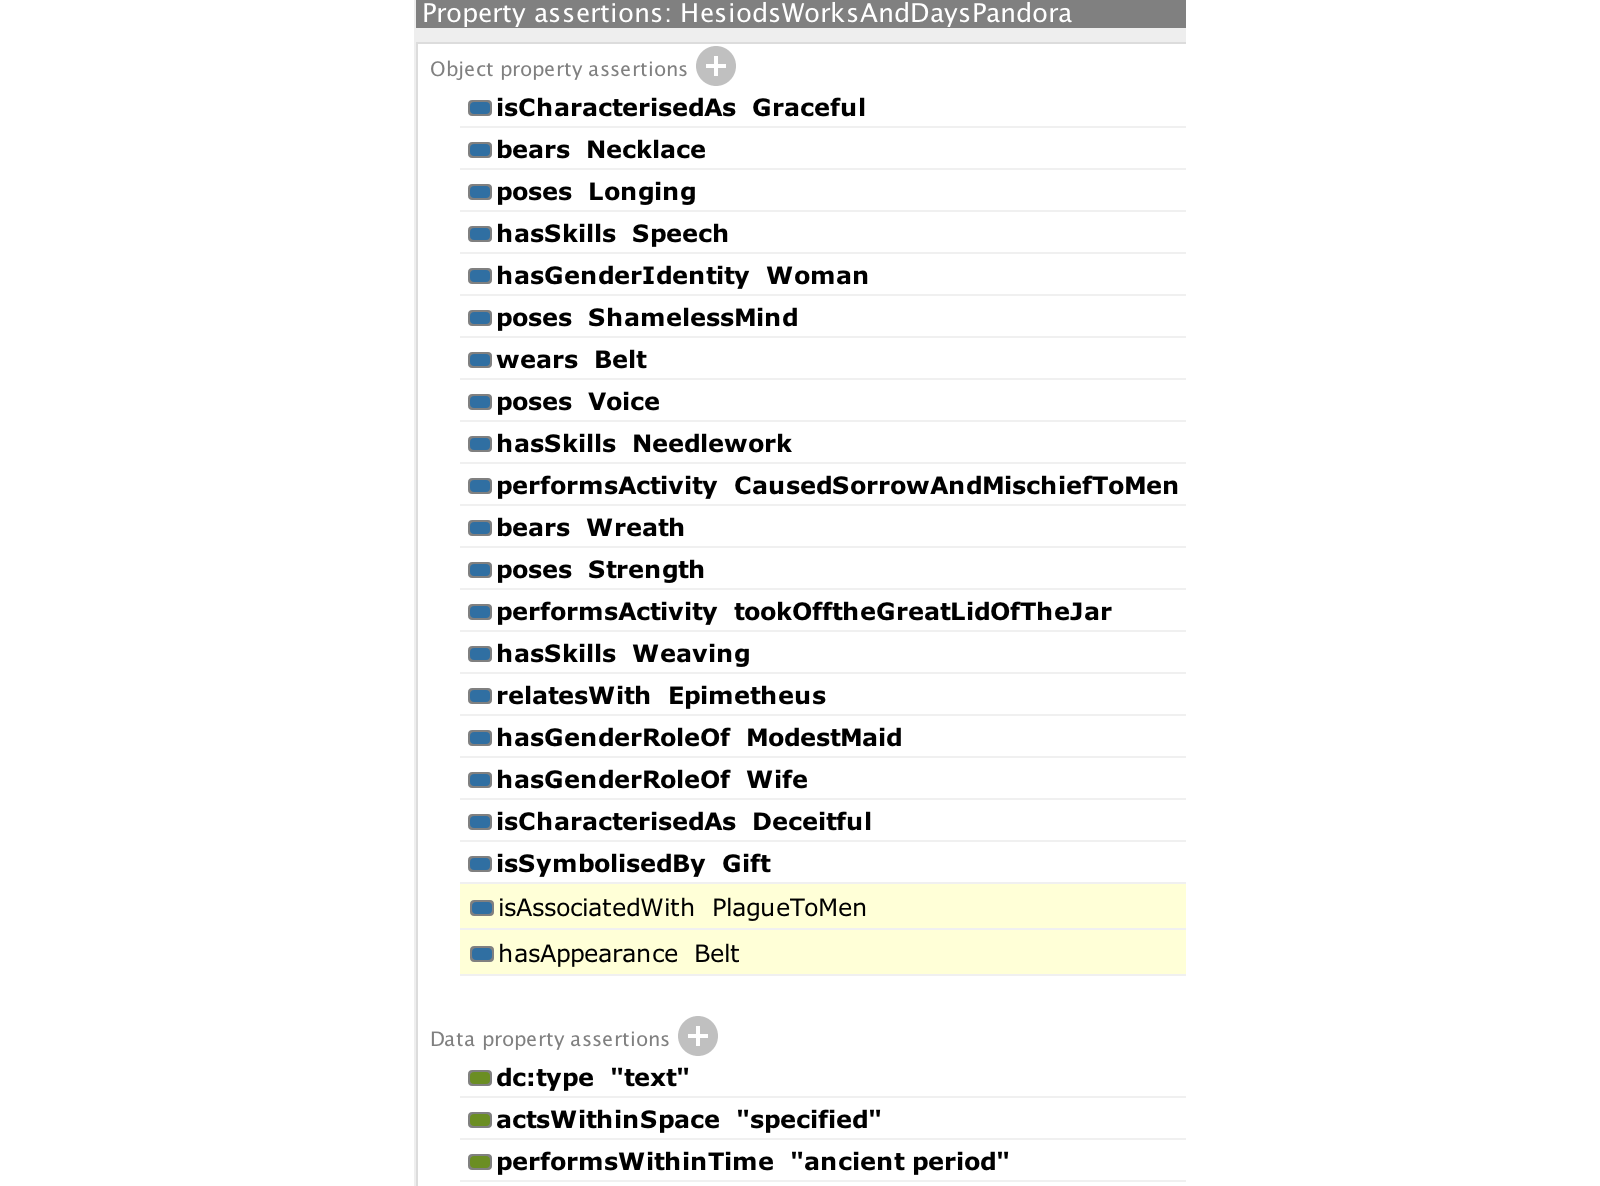 Property assertions: HesiodsWorksAndDaysPandora
Object property assertions
isCharacterisedAs Graceful
bears Necklace
poses Longing
hasSkills Speech
hasGenderIdentity Woman
poses ShamelessMind
wears Belt
poses Voice
hasSkills Needlework
performsActivity CausedSorrowAndMischiefToMen
bears Wreath
poses Strength
performsActivity tookOfftheGreatLidOfTheJar
hasSkills Weaving
relatesWith Epimetheus
hasGenderRoleOf ModestMaid
hasGenderRoleOf Wife
isCharacterisedAs Deceitful
isSymbolisedBy Gift
isAssociatedWith PlagueToMen
hasAppearance Belt
Data property assertions
dc:type "text"
actsWithinSpace "specified"
performsWithinTime "ancient period"